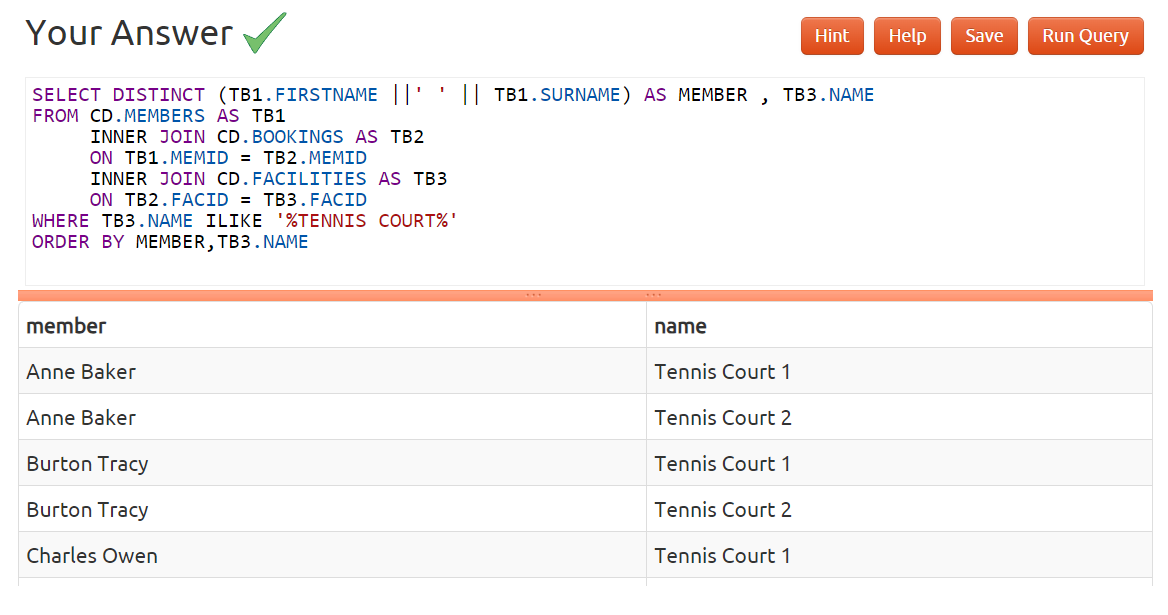 Your Answer
Hint Help Save Run Query
SELECT DISTINCT (TB1.FIRSTNAME ||' ' || TB1.SURNAME) AS MEMBER , TB3.NAME
FROM CD.MEMBERS AS TB1
INNER JOIN CD.BOOKINGS AS TB2
ON TB1.MEMID = TB2.MEMID
INNER JOIN CD.FACILITIES AS TB3
ON TB2.FACID = TB3.FACID
WHERE TB3.NAME ILIKE '%TENNIS COURT%'
ORDER BY MEMBER,TB3.NAME
member name
Anne Baker Tennis Court 1
Anne Baker Tennis Court 2
Burton Tracy Tennis Court 1
Burton Tracy Tennis Court 2
Charles Owen Tennis Court 1